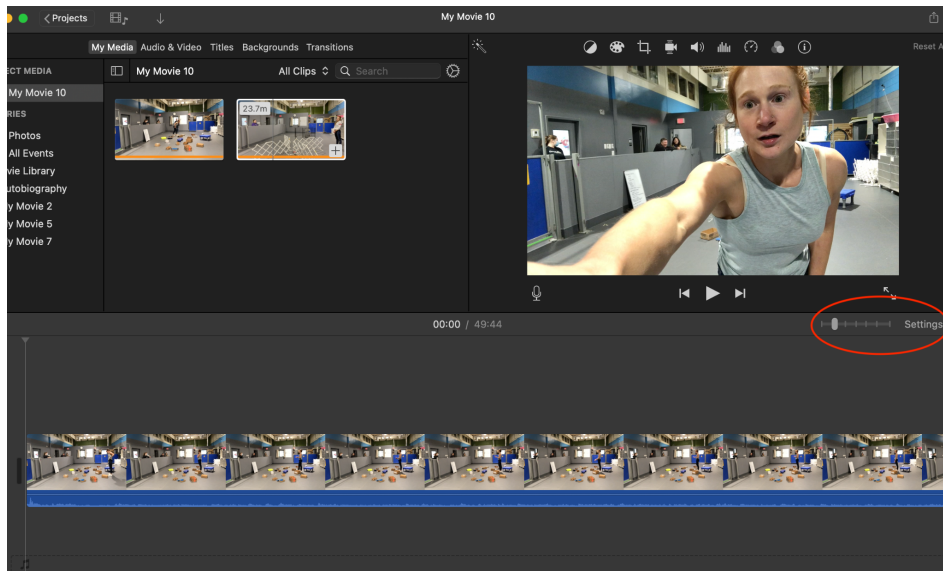 Projects
My Movie 10
My Media Audio & Video Titles Backgrounds Transitions
Reset A
ECT MEDIA
My Movie 10
All Clips
Search
My Movie 10
RIES
Photos
All Events
vie Library
utobiography
y Movie 2
y Movie 5
y Movie 7
23.7m
00:00 / 49:44
Settings